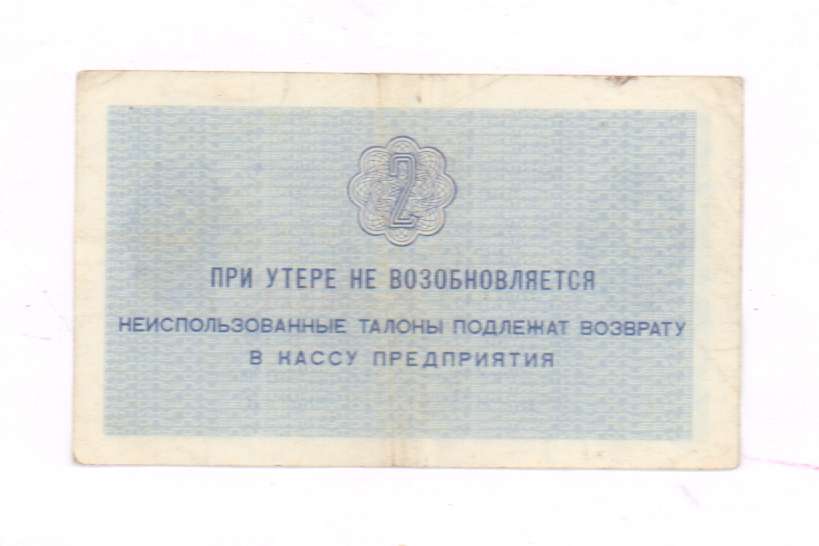 2
ПРИ УТЕРЕ НЕ ВОЗОБНОВЛЯЕТСЯ
НЕИСПОЛЬЗОВАННЫЕ ТАЛОНЫ ПОДЛЕЖАТ ВОЗВРАТУ
В КАССУ ПРЕДПРИЯТИЯ